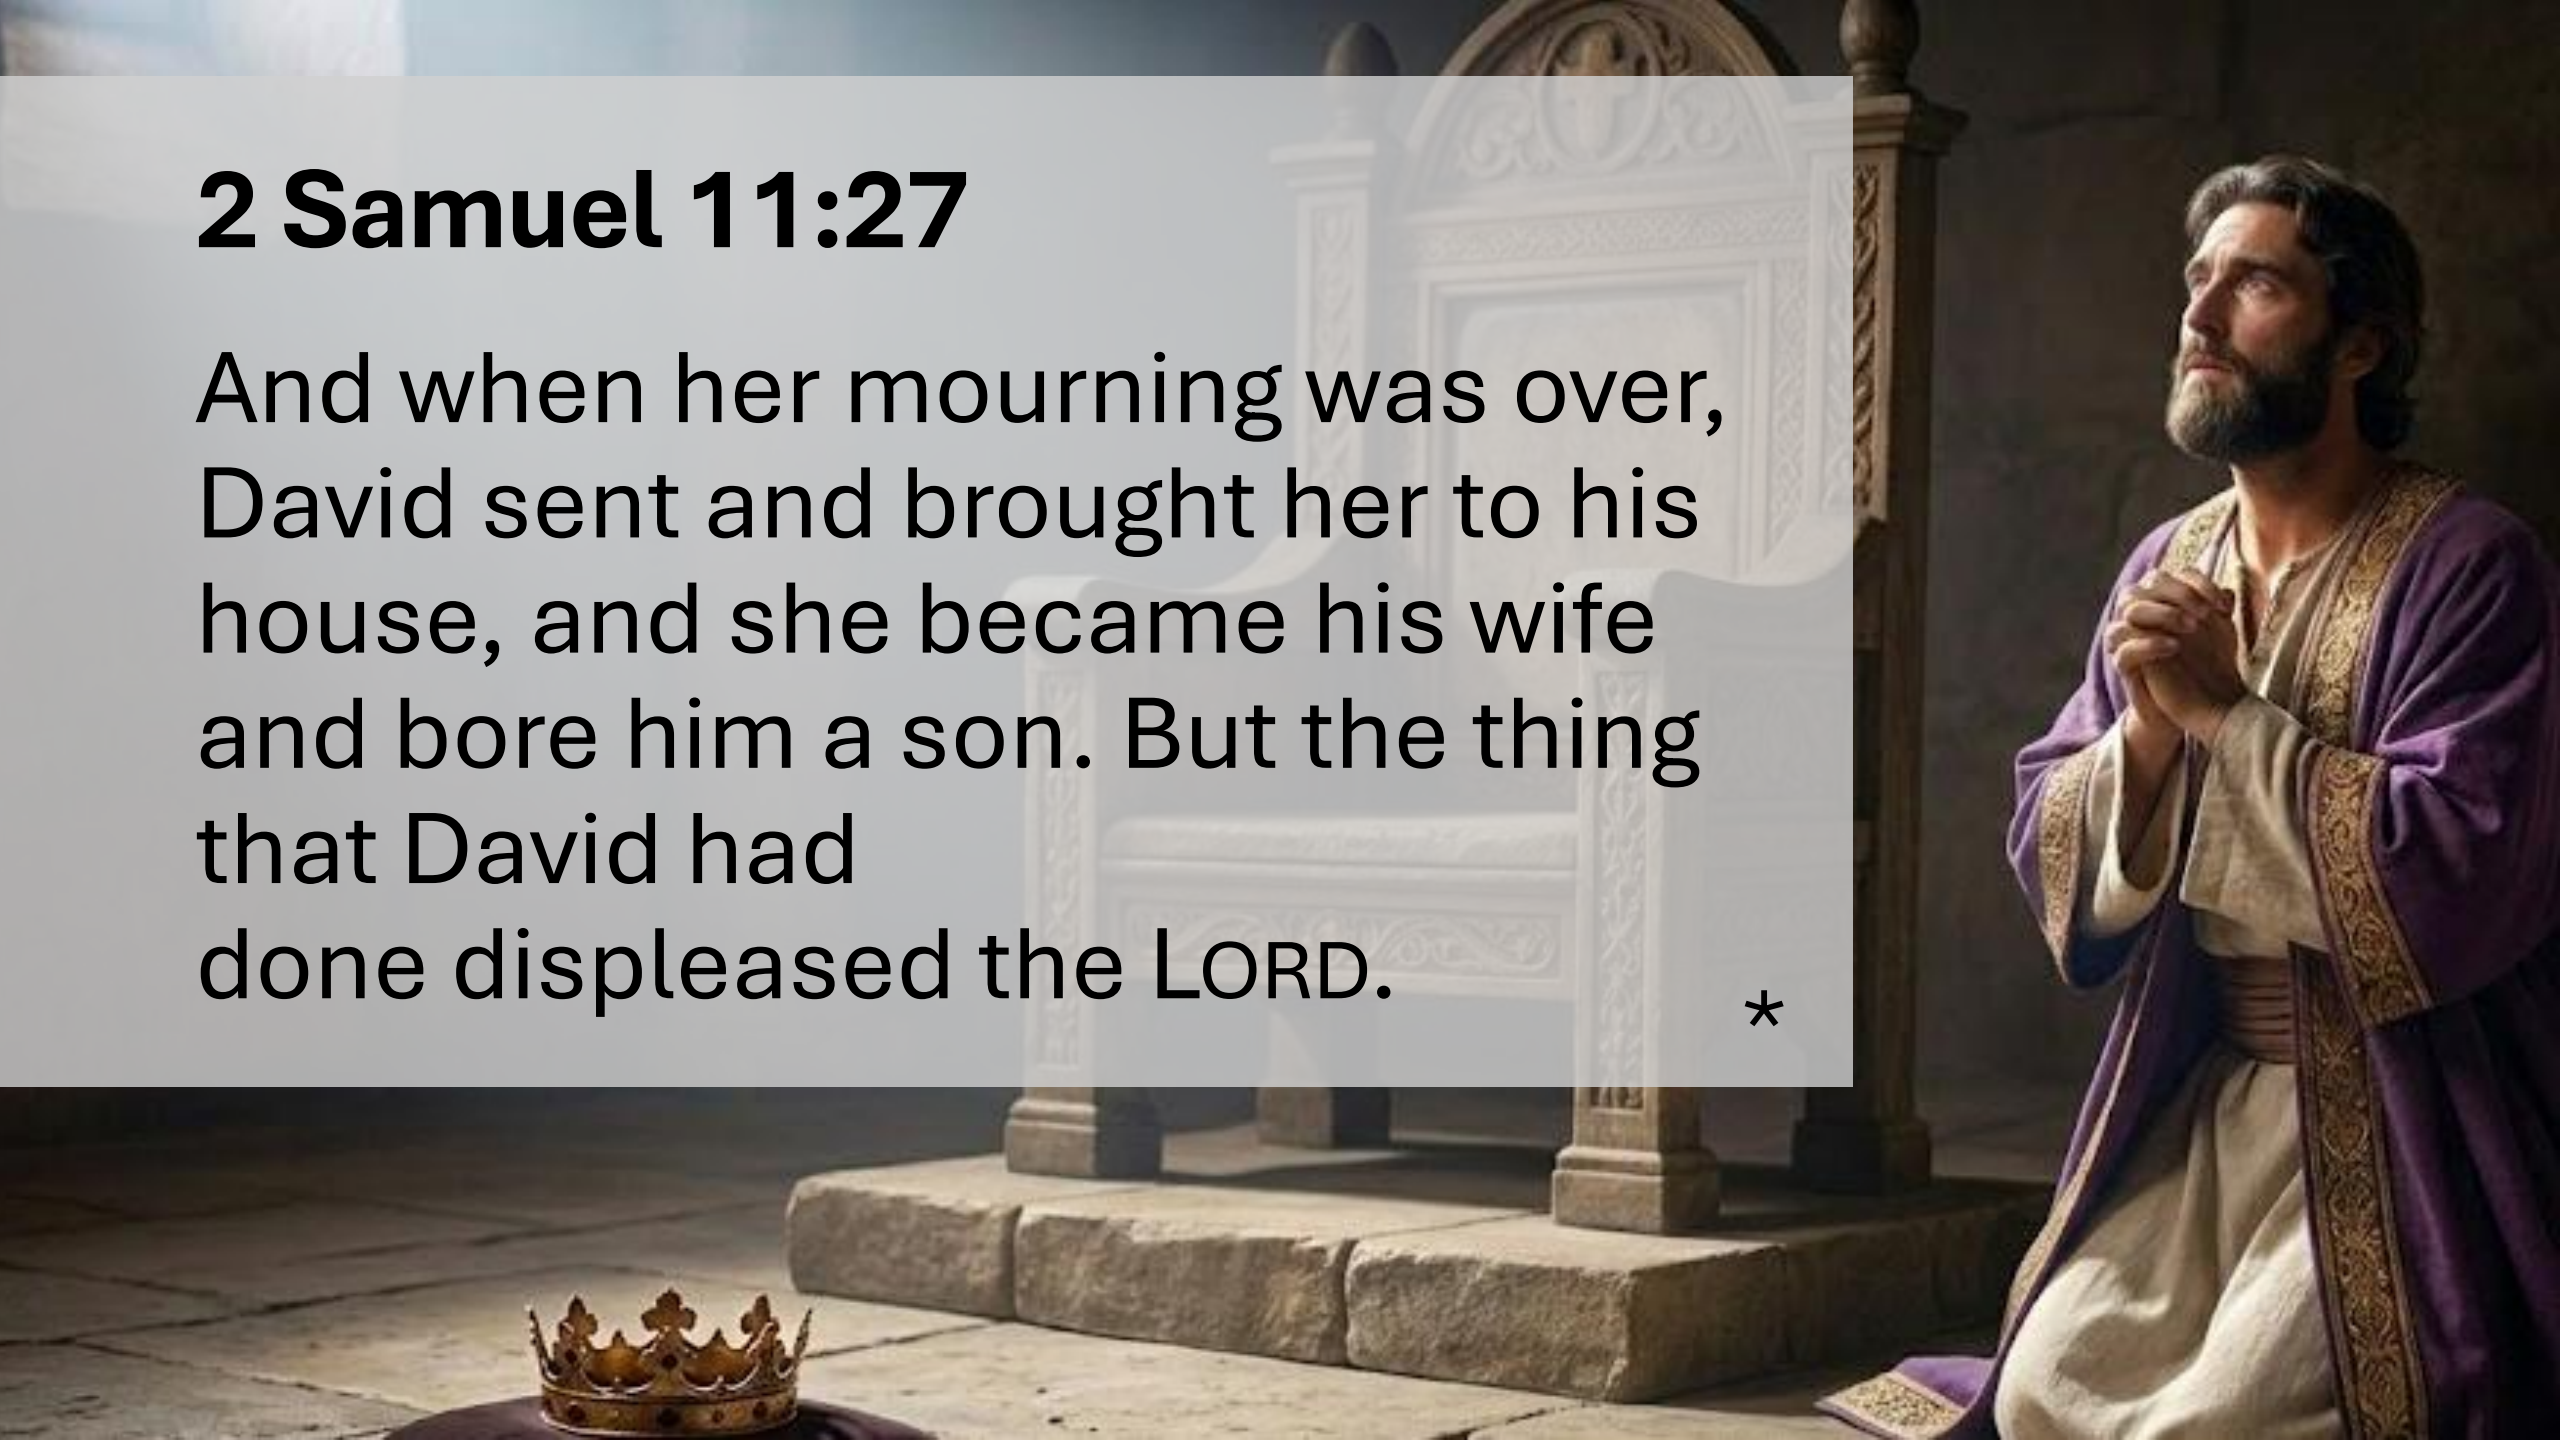 2 Samuel 11:27
And when her mourning was over,
David sent and brought her to his
house, and she became his wife
and bore him a son. But the thing
that David had
done displeased the LORD.
*